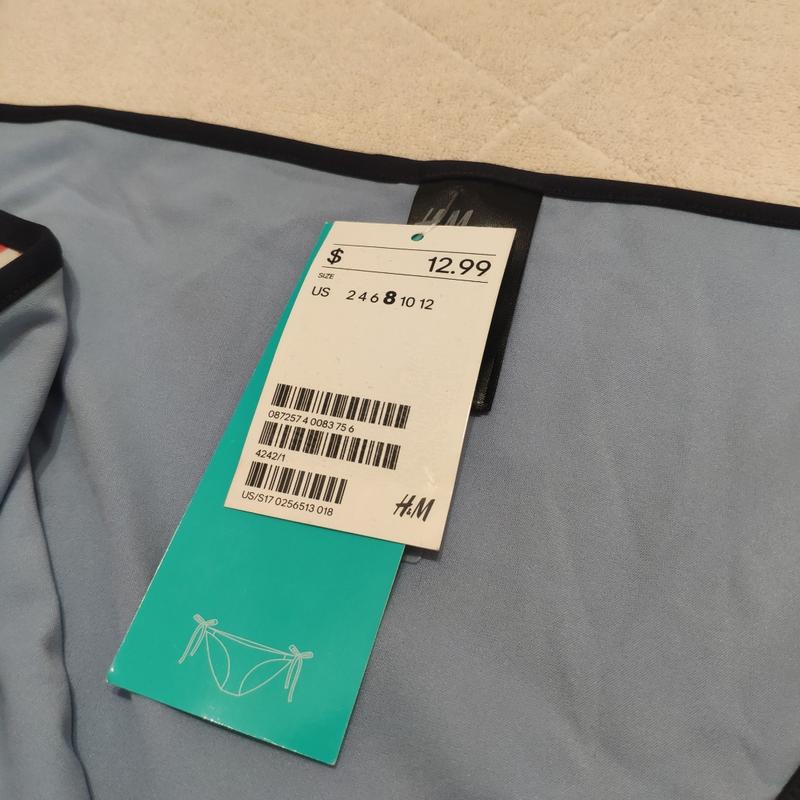 H&M
$ 12.99
SIZE
US 2 4 6 8 10 12
087257 4 0083 75 6
4242/1
US/S17 0256513 018
H&M